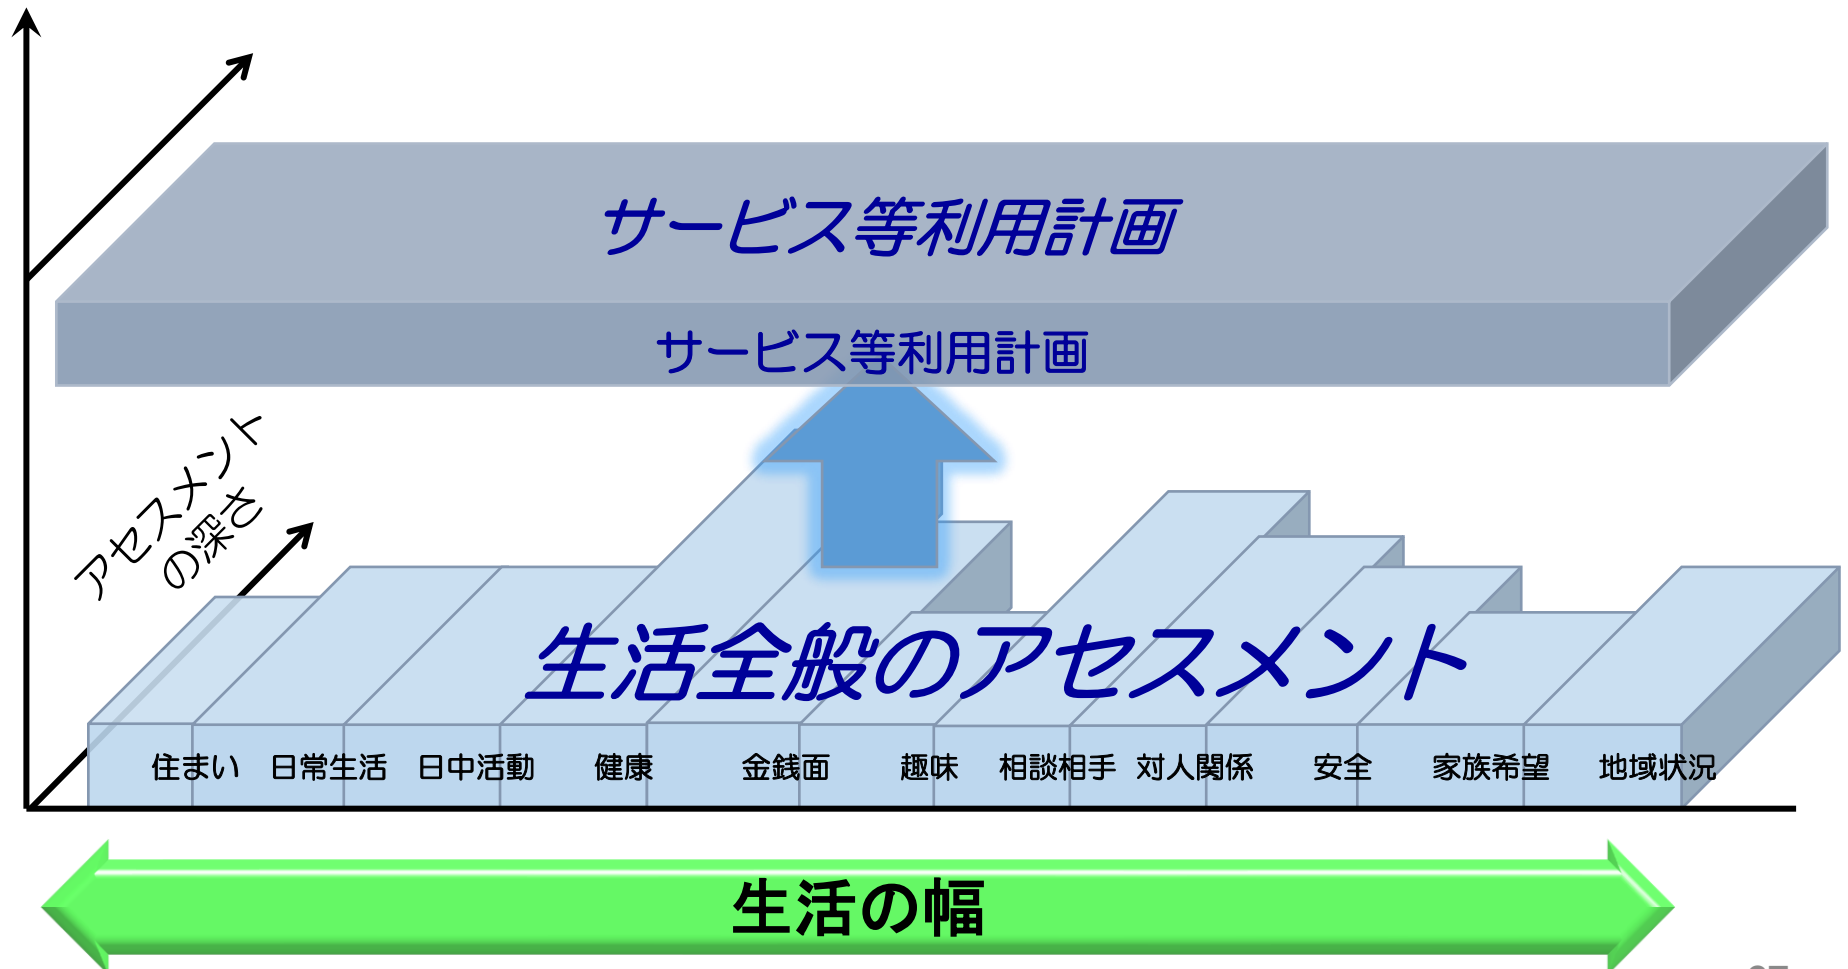 サービス等利用計画
サービス等利用計画
アセスメント
の深さ
生活全般のアセスメント
住まい 日常生活 日中活動 健康 金銭面 趣味 相談相手 対人関係 安全 家族希望 地域状況
生活の幅